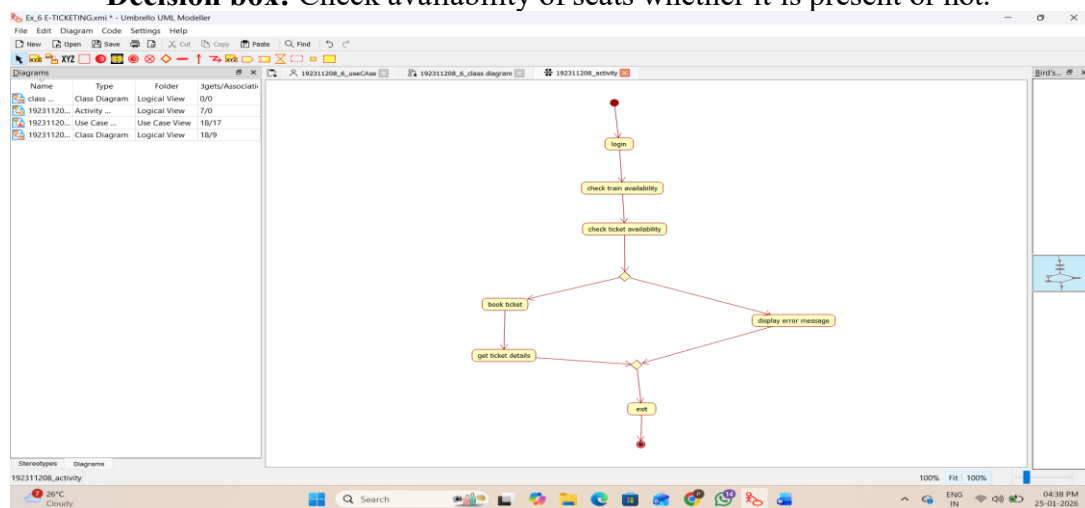 Decision box: Check availability of seats whether it is present or not.
Ex_6 E-TICKETING.xmi * - Umbrello UML Modeller
File Edit Diagram Code Settings Help
New Open Save Cut Copy Paste Find
XYZ
Diagrams
192311208_6_useCAse 192311208_6_class diagram 192311208_activity
Bird's...
Name Type Folder
class ... Class Diagram Logical View 0/0
19231120... Activity ... Logical View 7/0
19231120... Use Case ... Use Case View 18/17
19231120... Class Diagram Logical View 18/9
login
check train availability
check ticket availability
book ticket
display error message
get ticket details
exit
Stereotypes Diagrams
192311208_activity
100% Fit 100%
7 26°C
Cloudy
Search
14
ENG
IN
04:38 PM
25-01-2026